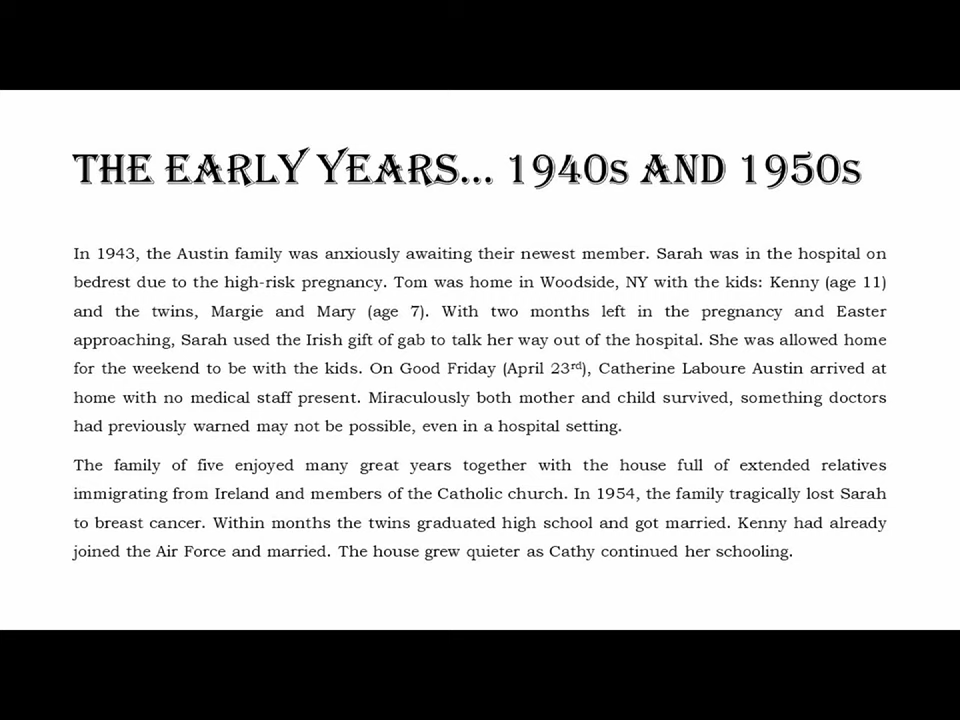 THE EARLY YEARS... 1940s AND 1950s
In 1943, the Austin family was anxiously awaiting their newest member. Sarah was in the hospital on
bedrest due to the high-risk pregnancy. Tom was home in Woodside, NY with the kids: Kenny (age 11)
and the twins, Margie and Mary (age 7). With two months left in the pregnancy and Easter
approaching, Sarah used the Irish gift of gab to talk her way out of the hospital. She was allowed home
for the weekend to be with the kids. On Good Friday (April 23rd), Catherine Laboure Austin arrived at
home with no medical staff present. Miraculously both mother and child survived, something doctors
had previously warned may not be possible, even in a hospital setting.
The family of five enjoyed many great years together with the house full of extended relatives
immigrating from Ireland and members of the Catholic church. In 1954, the family tragically lost Sarah
to breast cancer. Within months the twins graduated high school and got married. Kenny had already
joined the Air Force and married. The house grew quieter as Cathy continued her schooling.